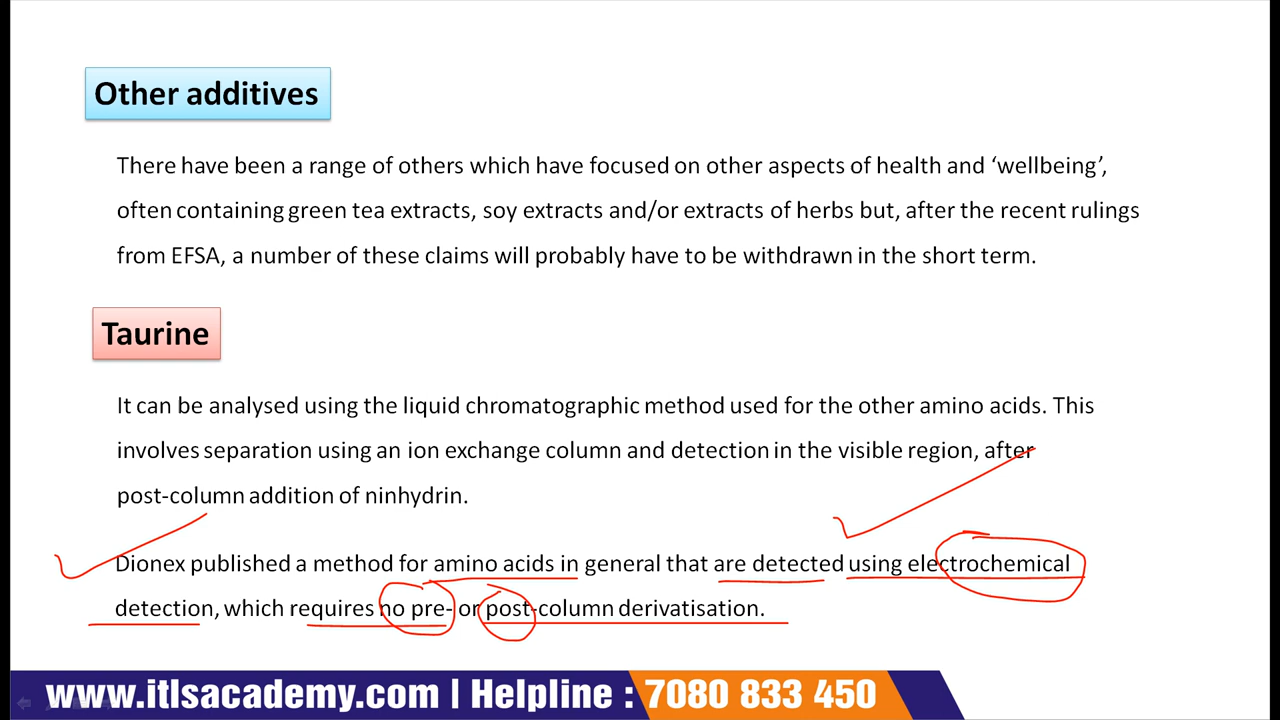 Other additives
There have been a range of others which have focused on other aspects of health and ‘wellbeing’,
often containing green tea extracts, soy extracts and/or extracts of herbs but, after the recent rulings
from EFSA, a number of these claims will probably have to be withdrawn in the short term.
Taurine
It can be analysed using the liquid chromatographic method used for the other amino acids. This
involves separation using an ion exchange column and detection in the visible region, after
post-column addition of ninhydrin.
Dionex published a method for amino acids in general that are detected using electrochemical
detection, which requires no pre- or post-column derivatisation.
www.itlsacademy.com | Helpline : 7080 833 450